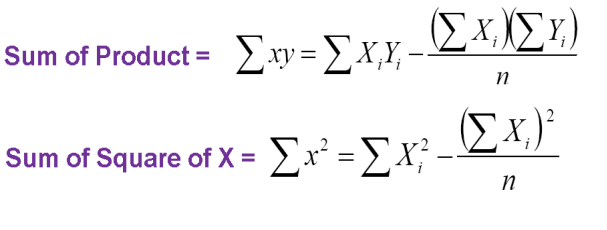 Sum of Product = ∑xy = ∑XᵢYᵢ − (∑Xᵢ)(∑Yᵢ) / n
Sum of Square of X = ∑x² = ∑Xᵢ² − (∑Xᵢ)² / n